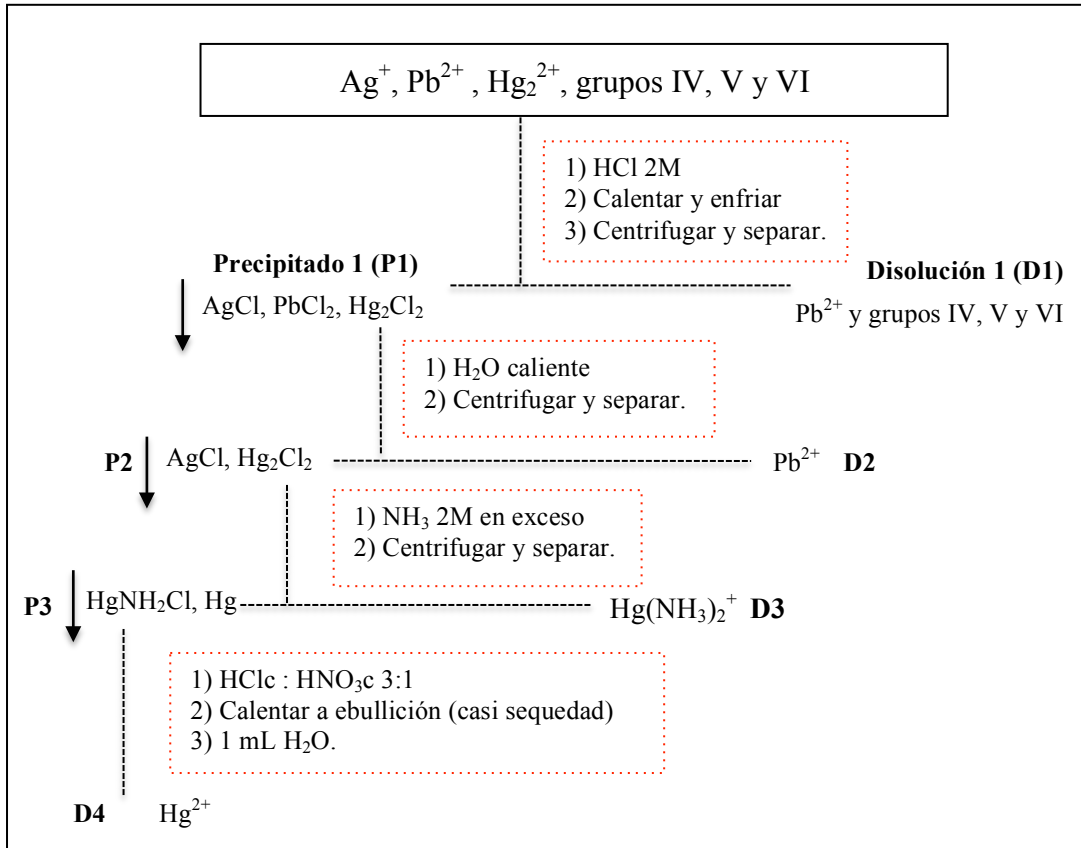 Ag⁺, Pb²⁺ , Hg₂²⁺, grupos IV, V y VI
1) HCl 2M
2) Calentar y enfriar
3) Centrifugar y separar.
Precipitado 1 (P1)
Disolución 1 (D1)
AgCl, PbCl₂, Hg₂Cl₂
Pb²⁺ y grupos IV, V y VI
1) H₂O caliente
2) Centrifugar y separar.
P2 AgCl, Hg₂Cl₂
Pb²⁺ D2
1) NH₃ 2M en exceso
2) Centrifugar y separar.
P3 HgNH₂Cl, Hg
Hg(NH₃)₂⁺ D3
1) HClc : HNO₃c 3:1
2) Calentar a ebullición (casi sequedad)
3) 1 mL H₂O.
D4 Hg²⁺